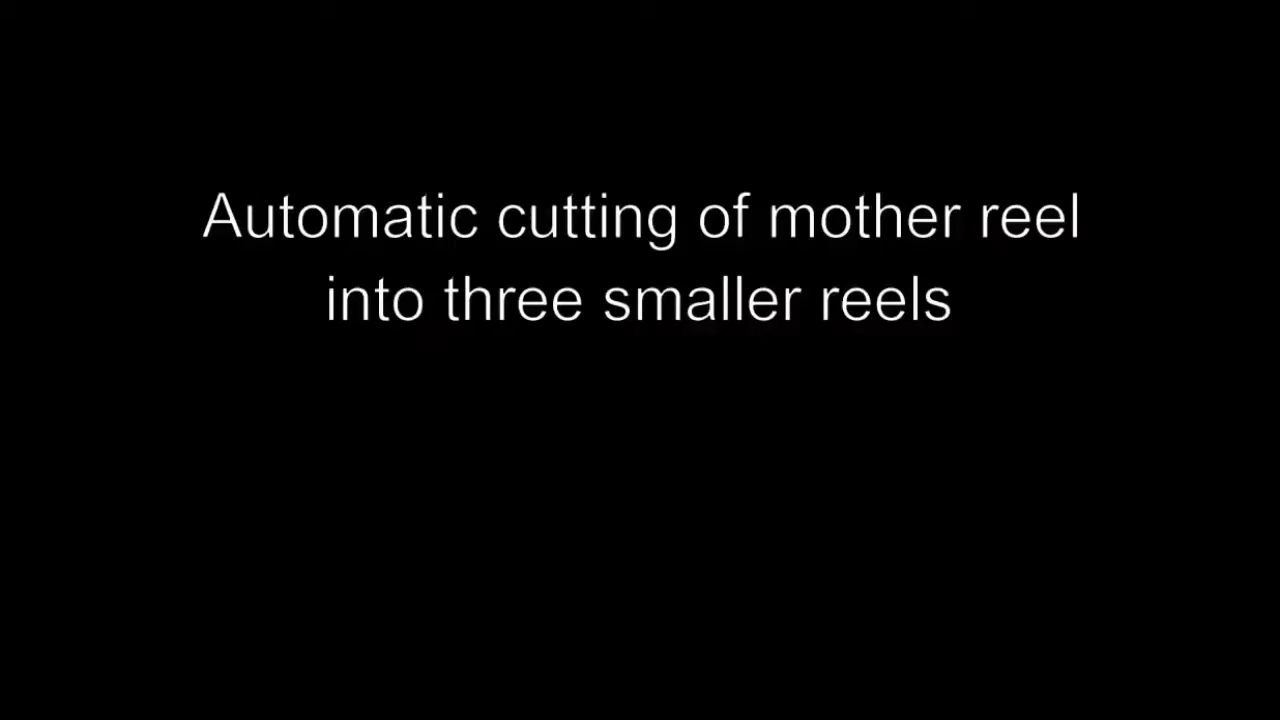 Automatic cutting of mother reel
into three smaller reels